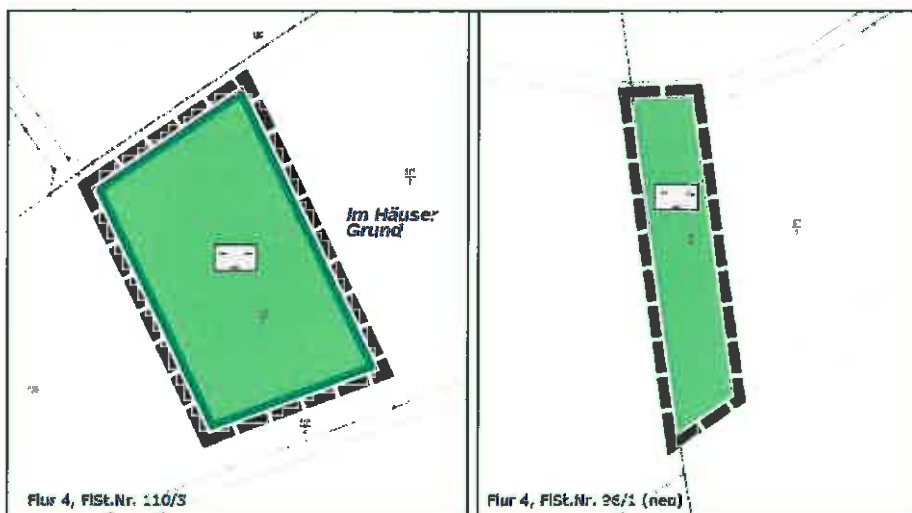 Im Häuser
Grund
Flur 4, FlSt.Nr. 110/3
Flur 4, FlSt.Nr. 96/1 (neu)